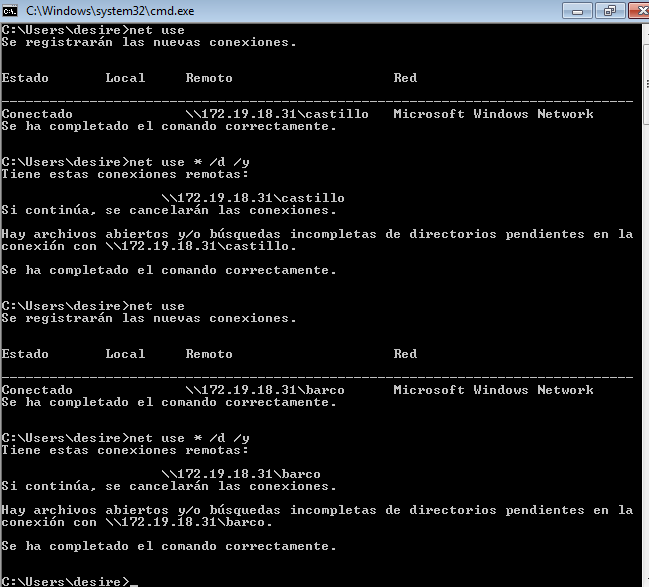 C:\Windows\system32\cmd.exe
C:\Users\desire>net use
Se registrarán las nuevas conexiones.
Estado Local Remoto Red
-------------------------------------------------------------------------------
Conectado \\172.19.18.31\castillo Microsoft Windows Network
Se ha completado el comando correctamente.
C:\Users\desire>net use * /d /y
Tiene estas conexiones remotas:
\\172.19.18.31\castillo
Si continúa, se cancelarán las conexiones.
Hay archivos abiertos y/o búsquedas incompletas de directorios pendientes en la
conexión con \\172.19.18.31\castillo.
Se ha completado el comando correctamente.
C:\Users\desire>net use
Se registrarán las nuevas conexiones.
Estado Local Remoto Red
-------------------------------------------------------------------------------
Conectado \\172.19.18.31\barco Microsoft Windows Network
Se ha completado el comando correctamente.
C:\Users\desire>net use * /d /y
Tiene estas conexiones remotas:
\\172.19.18.31\barco
Si continúa, se cancelarán las conexiones.
Hay archivos abiertos y/o búsquedas incompletas de directorios pendientes en la
conexión con \\172.19.18.31\barco.
Se ha completado el comando correctamente.
C:\Users\desire>_